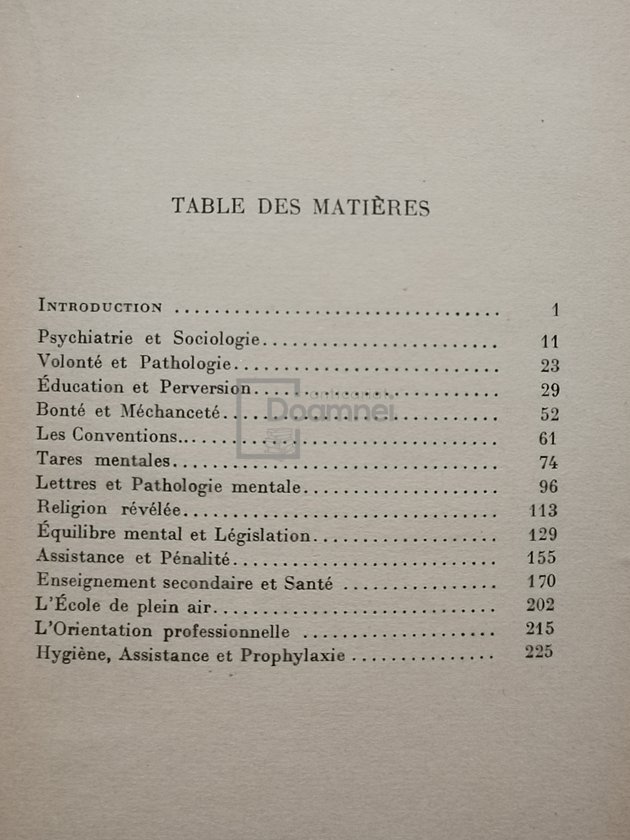 TABLE DES MATIÈRES
INTRODUCTION .................................. 1
Psychiatrie et Sociologie........................ 11
Volonté et Pathologie........................... 23
Éducation et Perversion......................... 29
Bonté et Méchanceté............................ 52
Les Conventions................................ 61
Tares mentales................................. 74
Lettres et Pathologie mentale.................... 96
Religion révélée................................ 113
Équilibre mental et Législation................... 129
Assistance et Pénalité........................... 155
Enseignement secondaire et Santé ................ 170
L'École de plein air............................. 202
L'Orientation professionnelle .................... 215
Hygiène, Assistance et Prophylaxie ............... 225
Doamnei